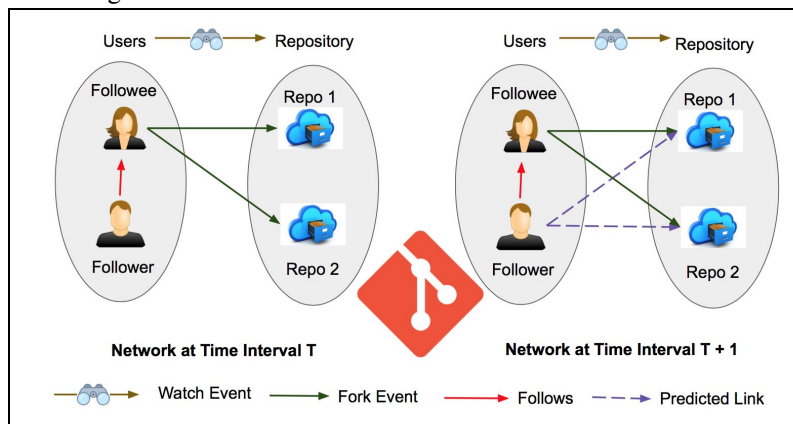 Users
Repository
Followee
Repo 1
Follower
Repo 2
Network at Time Interval T
Users
Repository
Followee
Repo 1
Follower
Repo 2
Network at Time Interval T + 1
Watch Event
Fork Event
Follows
Predicted Link